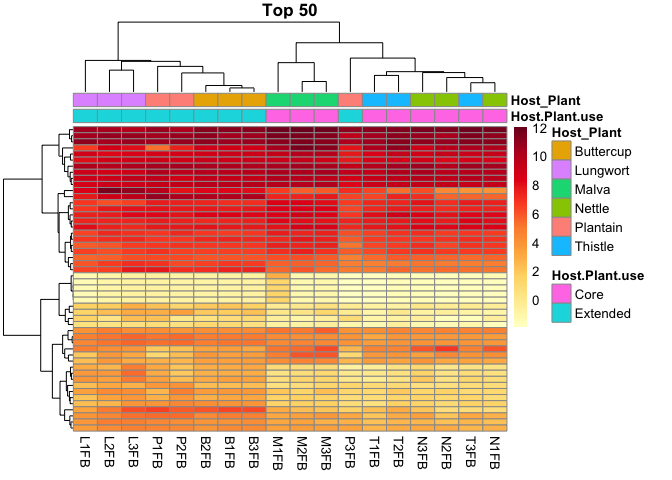 Top 50
Host_Plant
Host.Plant.use
12
10
8
6
4
2
0
Host_Plant
Buttercup
Lungwort
Malva
Nettle
Plantain
Thistle
Host.Plant.use
Core
Extended
L1FB L2FB L3FB P1FB P2FB B2FB B1FB B3FB M1FB M2FB M3FB P3FB T1FB T2FB N3FB N2FB T3FB N1FB